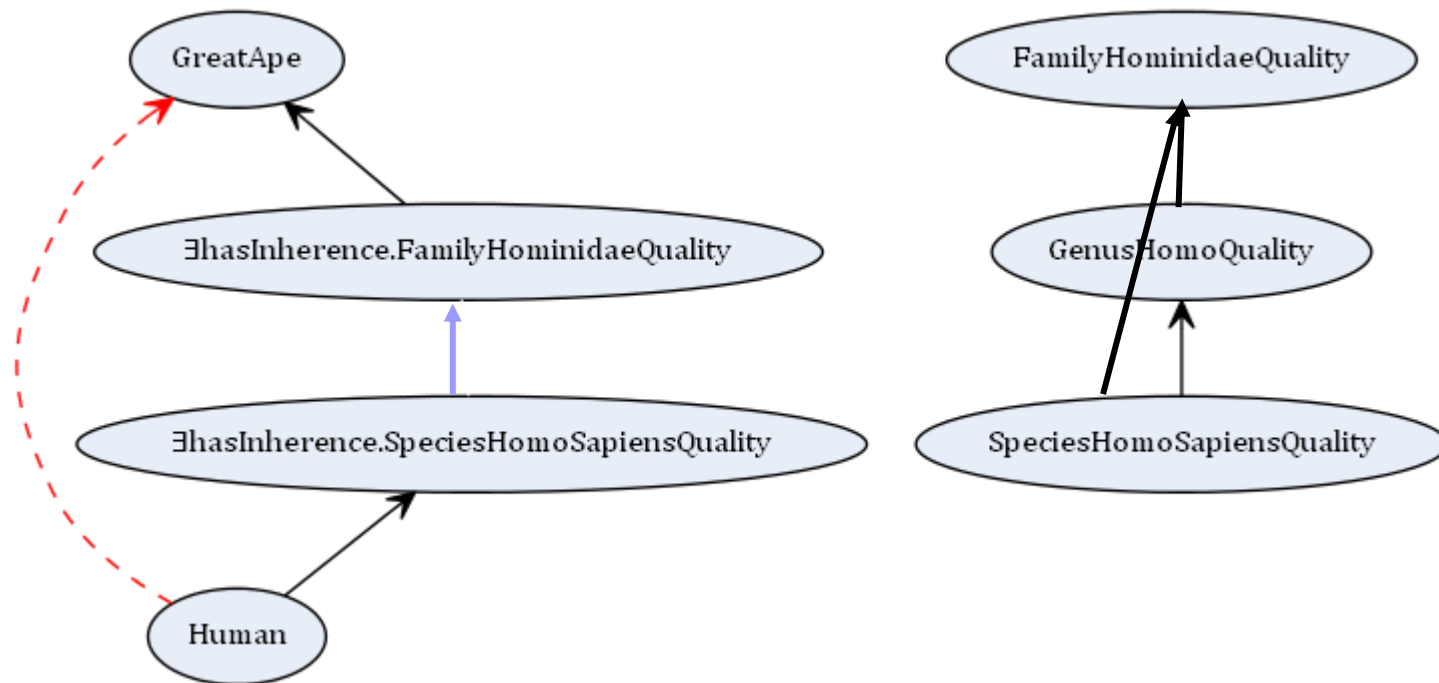 GreatApe
FamilyHominidaeQuality
∃hasInherence.FamilyHominidaeQuality
GenusHomoQuality
∃hasInherence.SpeciesHomoSapiensQuality
SpeciesHomoSapiensQuality
Human